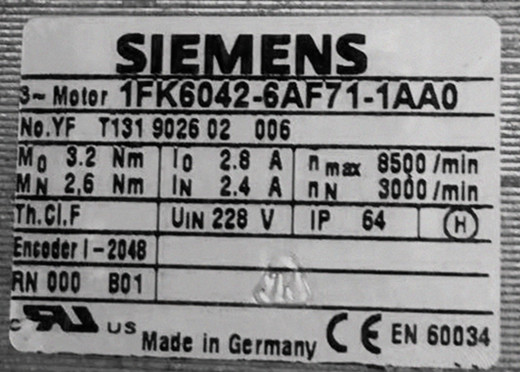 SIEMENS
3~ Motor 1FK6042-6AF71-1AA0
No.YF T131 9026 02 006
M0 3.2 Nm I0 2.8 A nmax 8500 /min
MN 2,6 Nm IN 2.4 A nN 3000 /min
Th.Cl.F UIN 228 V IP 64 H
Encoder I-2048
RN 000 B01
c RU US Made in Germany CE EN 60034